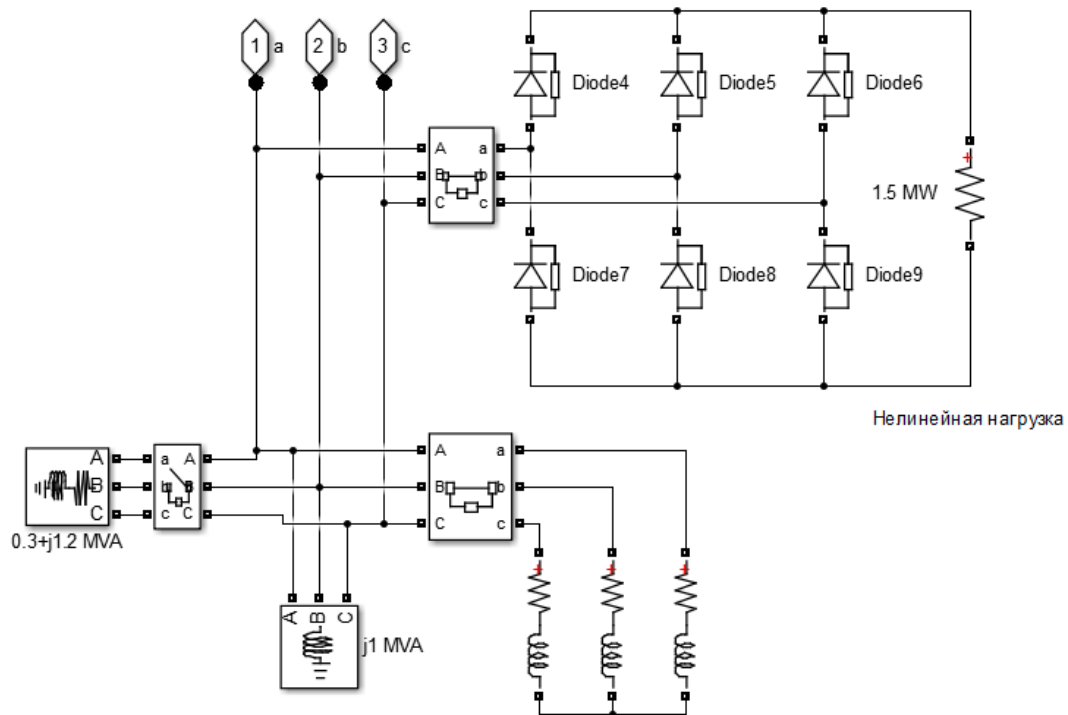 1 a 2 b 3 c
A a
B b
C c
Diode4 Diode5 Diode6
1.5 MW
Diode7 Diode8 Diode9
Нелинейная нагрузка
A a A
B b B
C c C
0.3+j1.2 MVA
A a
B b
C c
A B C
j1 MVA